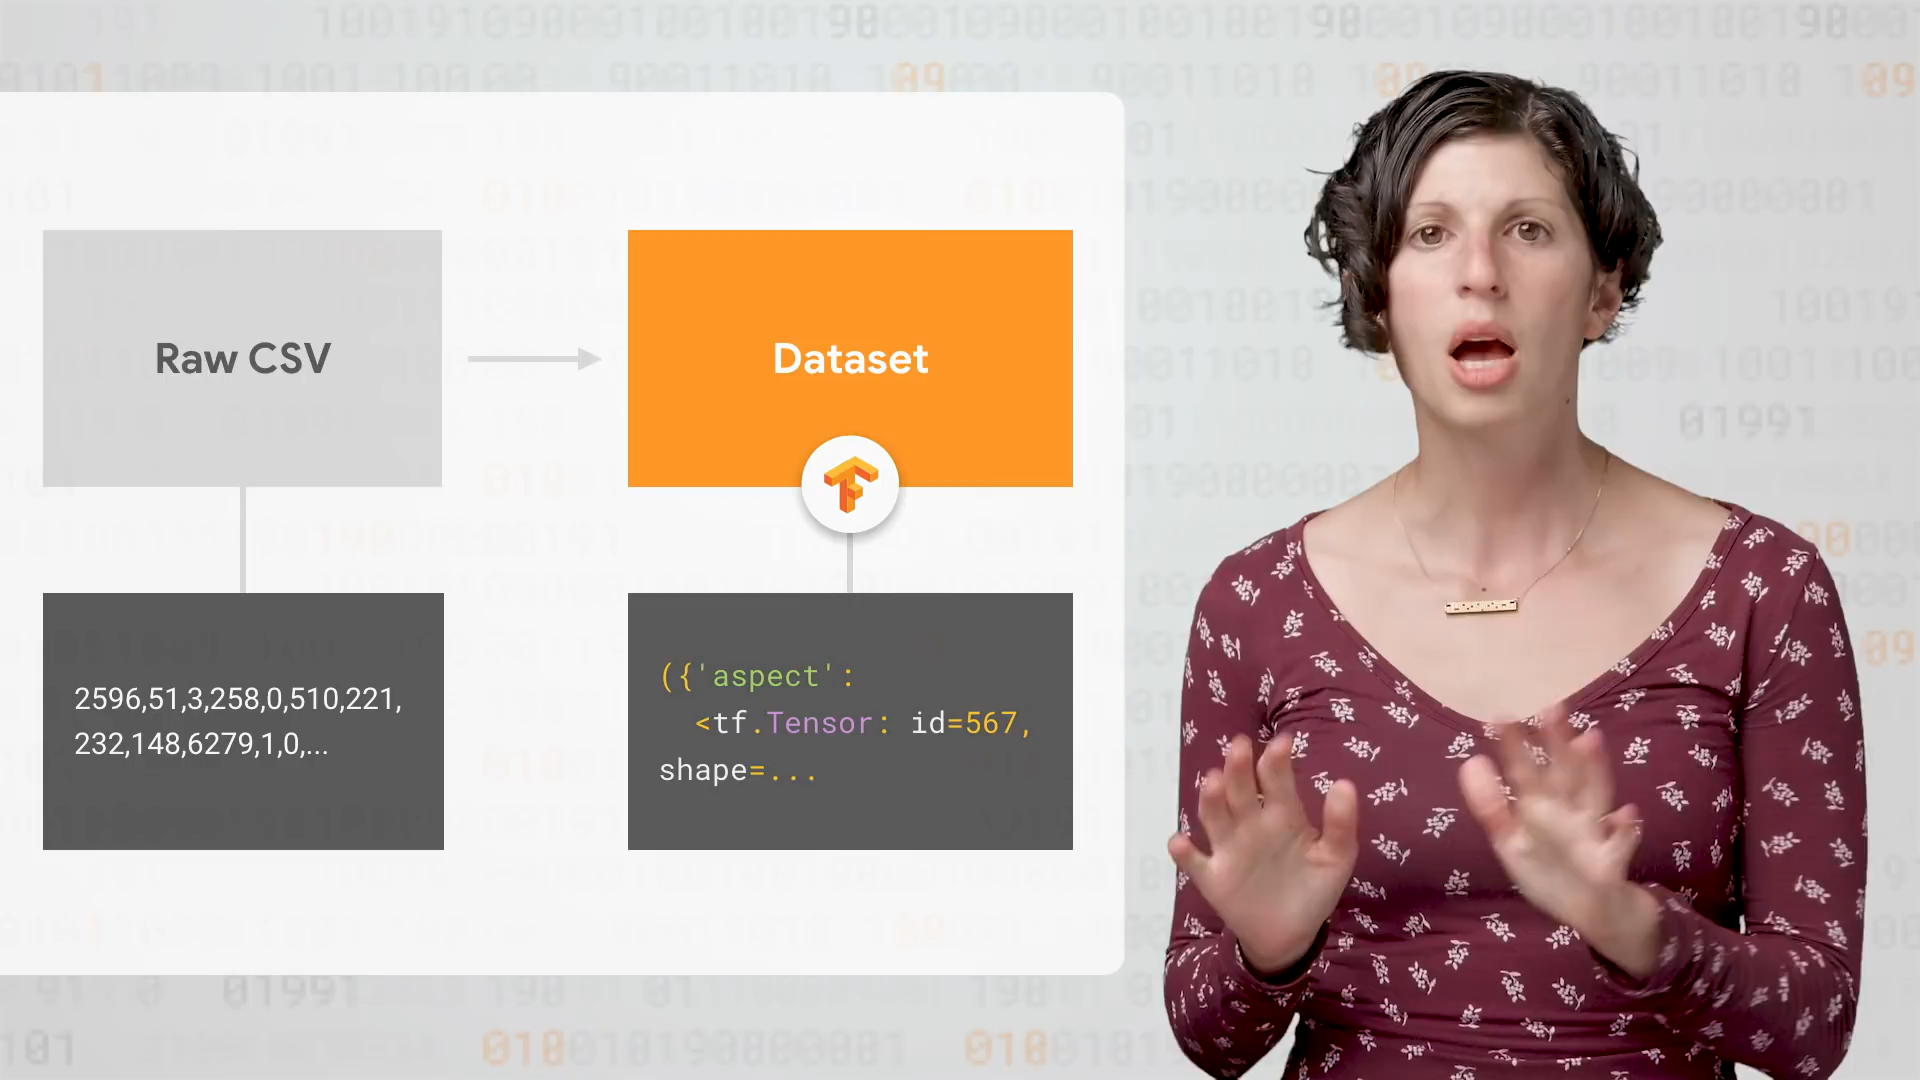 Raw CSV
Dataset
2596,51,3,258,0,510,221,
232,148,6279,1,0,...
({'aspect':
<tf.Tensor: id=567,
shape=...